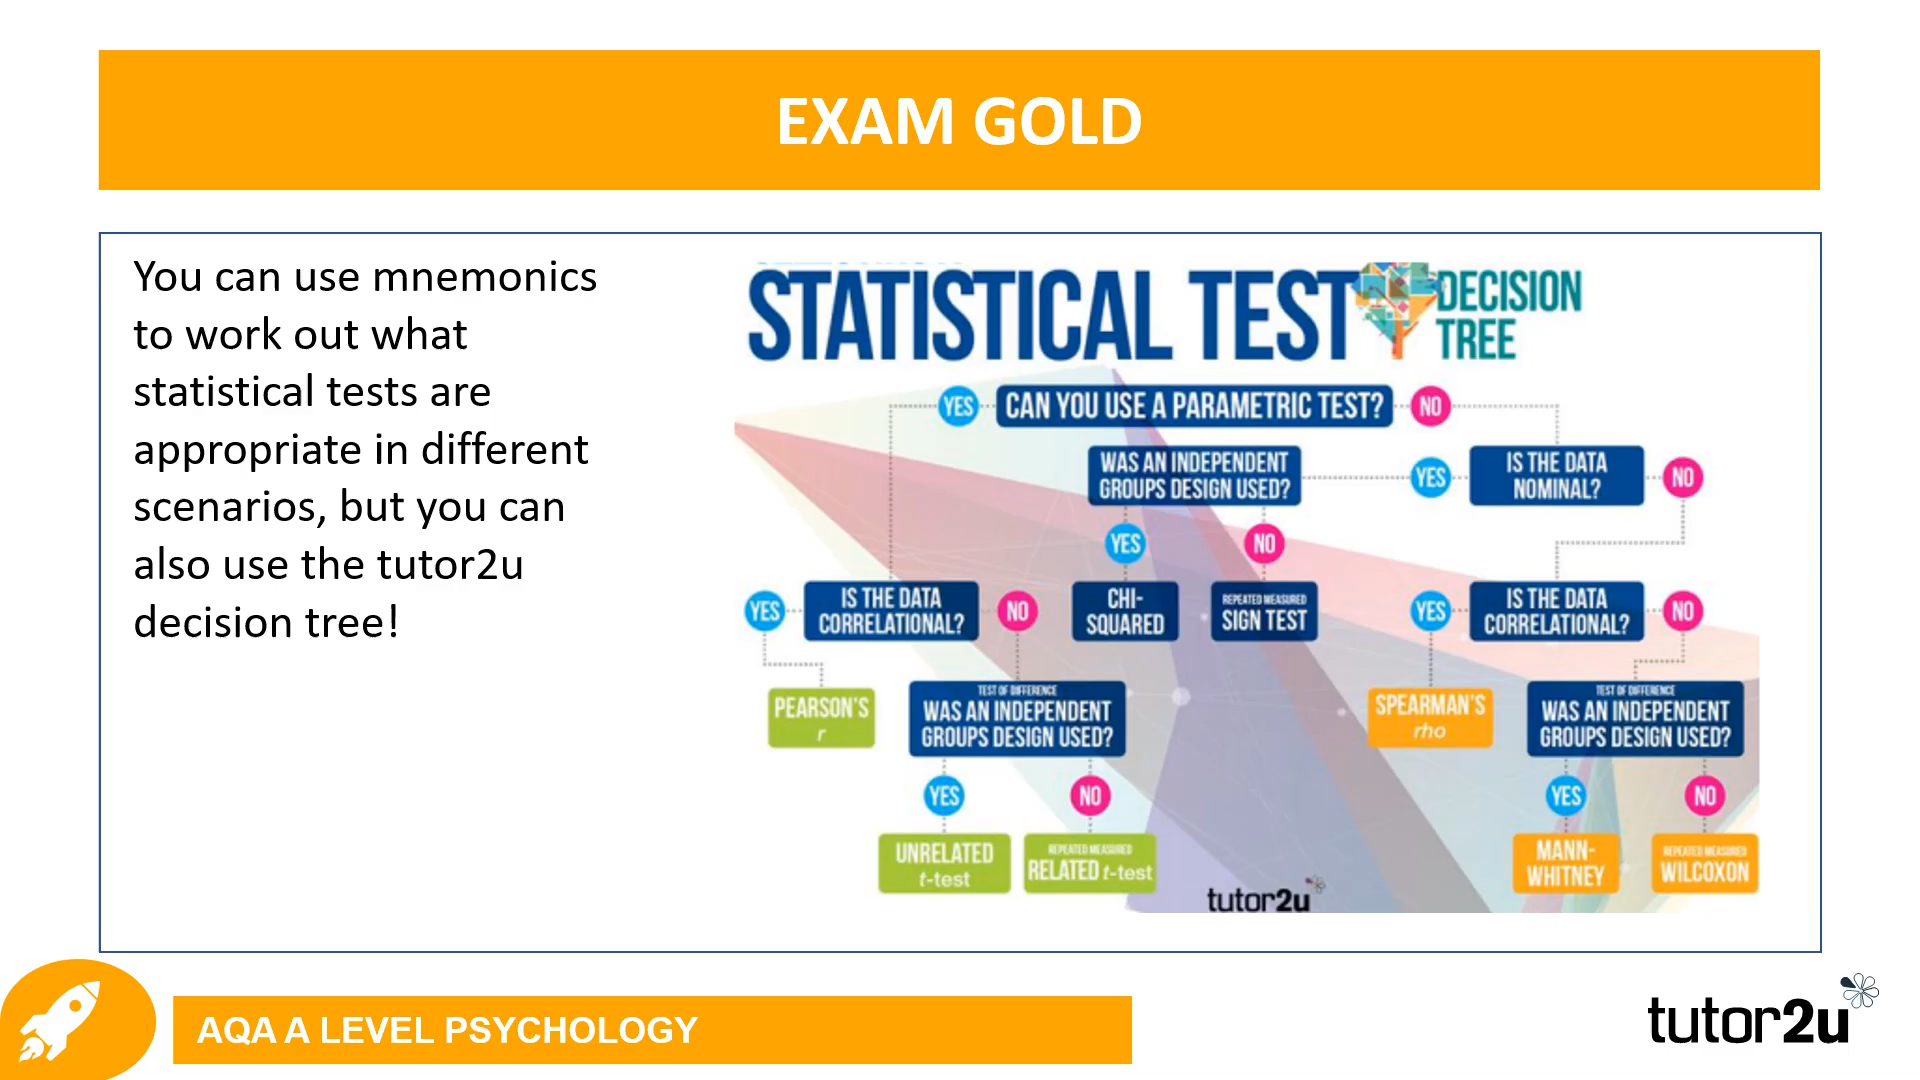 EXAM GOLD
You can use mnemonics
to work out what
statistical tests are
appropriate in different
scenarios, but you can
also use the tutor2u
decision tree!
STATISTICAL TEST
DECISION
TREE
YES
CAN YOU USE A PARAMETRIC TEST?
NO
WAS AN INDEPENDENT
GROUPS DESIGN USED?
YES
IS THE DATA
NOMINAL?
NO
YES
NO
YES
IS THE DATA
CORRELATIONAL?
NO
CHI-
SQUARED
REPEATED MEASURED
SIGN TEST
YES
IS THE DATA
CORRELATIONAL?
NO
PEARSON'S
r
TEST OF DIFFERENCE
WAS AN INDEPENDENT
GROUPS DESIGN USED?
SPEARMAN'S
rho
TEST OF DIFFERENCE
WAS AN INDEPENDENT
GROUPS DESIGN USED?
YES
NO
YES
NO
UNRELATED
t-test
REPEATED MEASURED
RELATED t-test
MANN-
WHITNEY
REPEATED MEASURED
WILCOXON
tutor2u
AQA A LEVEL PSYCHOLOGY
tutor2u